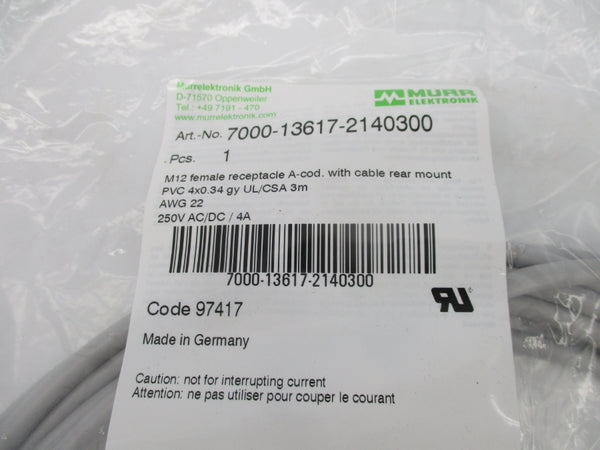 Murrelektronik GmbH
D-71570 Oppenweiler
Tel.: +49 7191 - 470
www.murrelektronik.com
MURR
ELEKTRONIK
Art.-No. 7000-13617-2140300
Pcs. 1
M12 female receptacle A-cod. with cable rear mount
PVC 4x0.34 gy UL/CSA 3m
AWG 22
250V AC/DC / 4A
7000-13617-2140300
Code 97417
Made in Germany
Caution: not for interrupting current
Attention: ne pas utiliser pour couper le courant